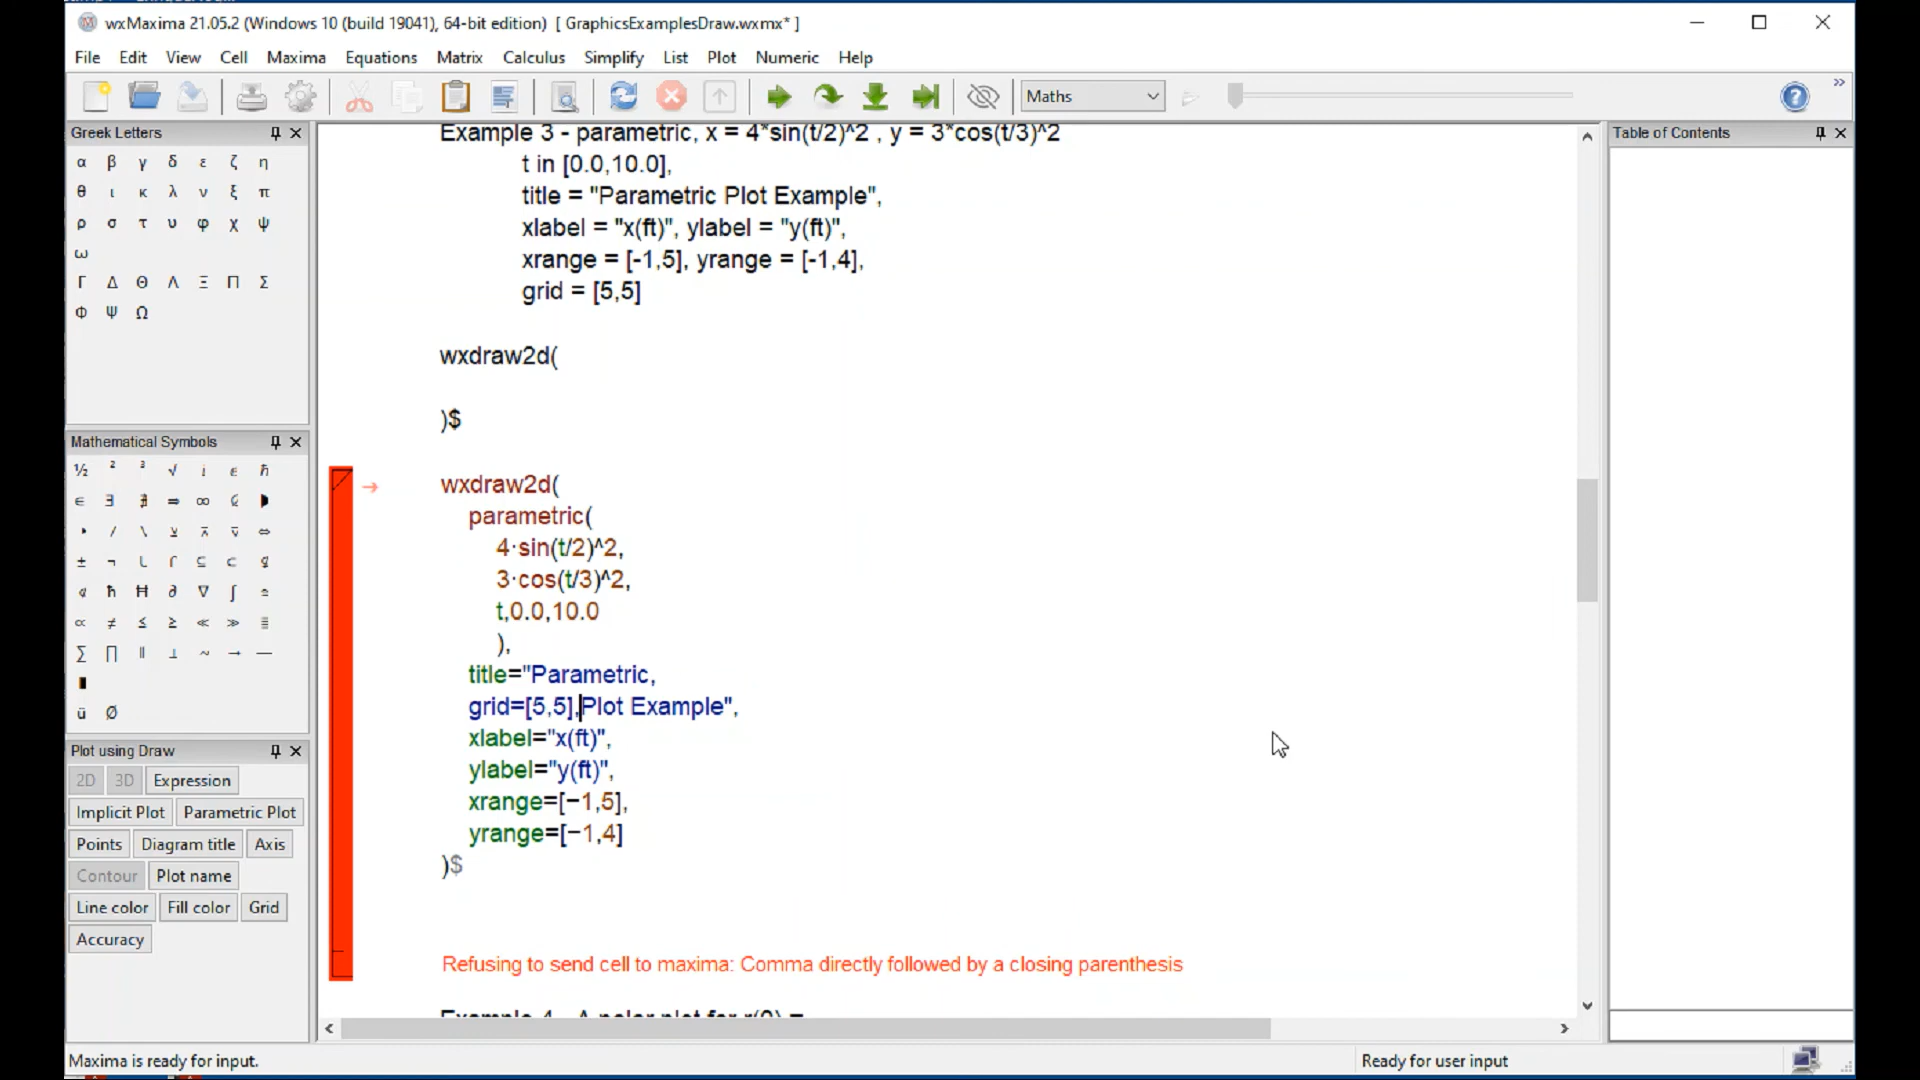 wxMaxima 21.05.2 (Windows 10 (build 19041), 64-bit edition) [ GraphicsExamplesDraw.wxmx* ]
File Edit View Cell Maxima Equations Matrix Calculus Simplify List Plot Numeric Help
Maths
Greek Letters
α β γ δ ε ζ η
θ ι κ λ ν ξ π
ρ σ τ υ φ χ ψ
ω
Γ Δ Θ Λ Ξ Π Σ
Φ Ψ Ω
Mathematical Symbols
½ ² ³ √ i e ħ
∈ ∃ ∄ ⇒ ∞
± ¬
ħ Ħ ∂ ∇ ∫
∝ ≠ ≤ ≥ ≪ ≫
∑ ∏ ∥ ⊥ ~ →
ü Ø
Plot using Draw
2D 3D Expression
Implicit Plot Parametric Plot
Points Diagram title Axis
Contour Plot name
Line color Fill color Grid
Accuracy
Example 3 - parametric, x = 4*sin(t/2)^2 , y = 3*cos(t/3)^2
t in [0.0,10.0],
title = "Parametric Plot Example",
xlabel = "x(ft)", ylabel = "y(ft)",
xrange = [-1,5], yrange = [-1,4],
grid = [5,5]
wxdraw2d(
)$
wxdraw2d(
parametric(
4·sin(t/2)^2,
3·cos(t/3)^2,
t,0.0,10.0
),
title="Parametric,
grid=[5,5],Plot Example",
xlabel="x(ft)",
ylabel="y(ft)",
xrange=[−1,5],
yrange=[−1,4]
)$
Refusing to send cell to maxima: Comma directly followed by a closing parenthesis
Table of Contents
Maxima is ready for input.
Ready for user input